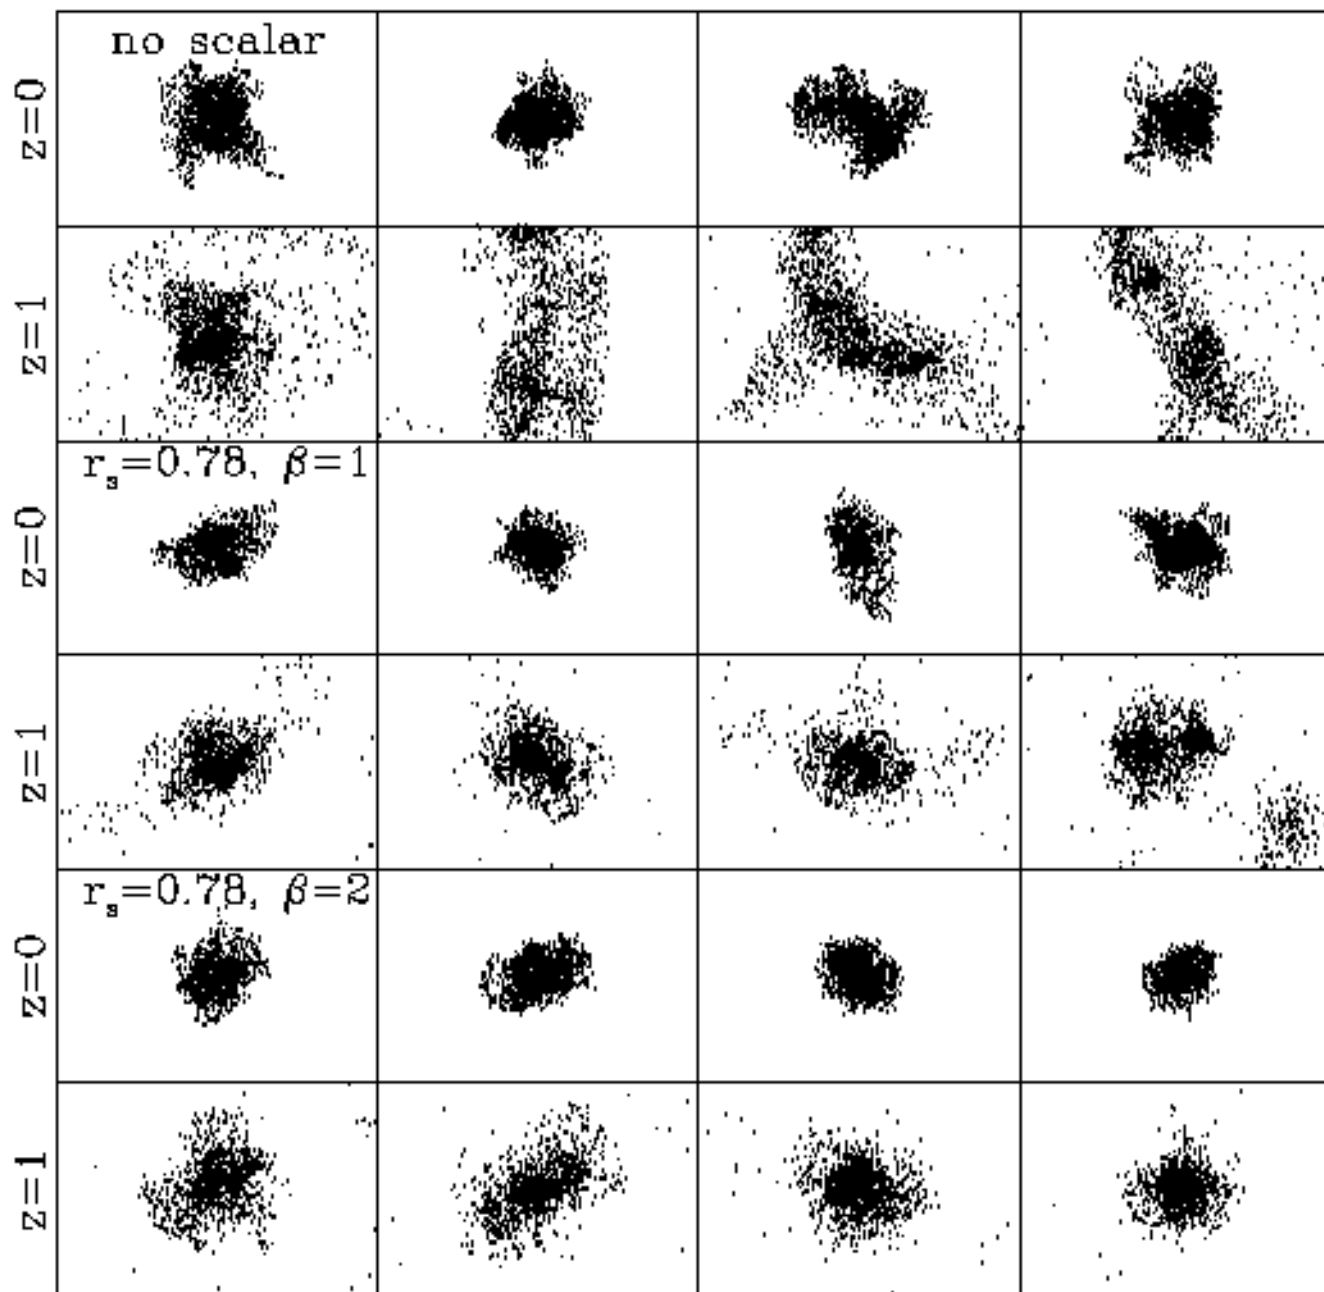 no scalar
z=0
z=1
r_s=0.78, β=1
z=0
z=1
r_s=0.78, β=2
z=0
z=1